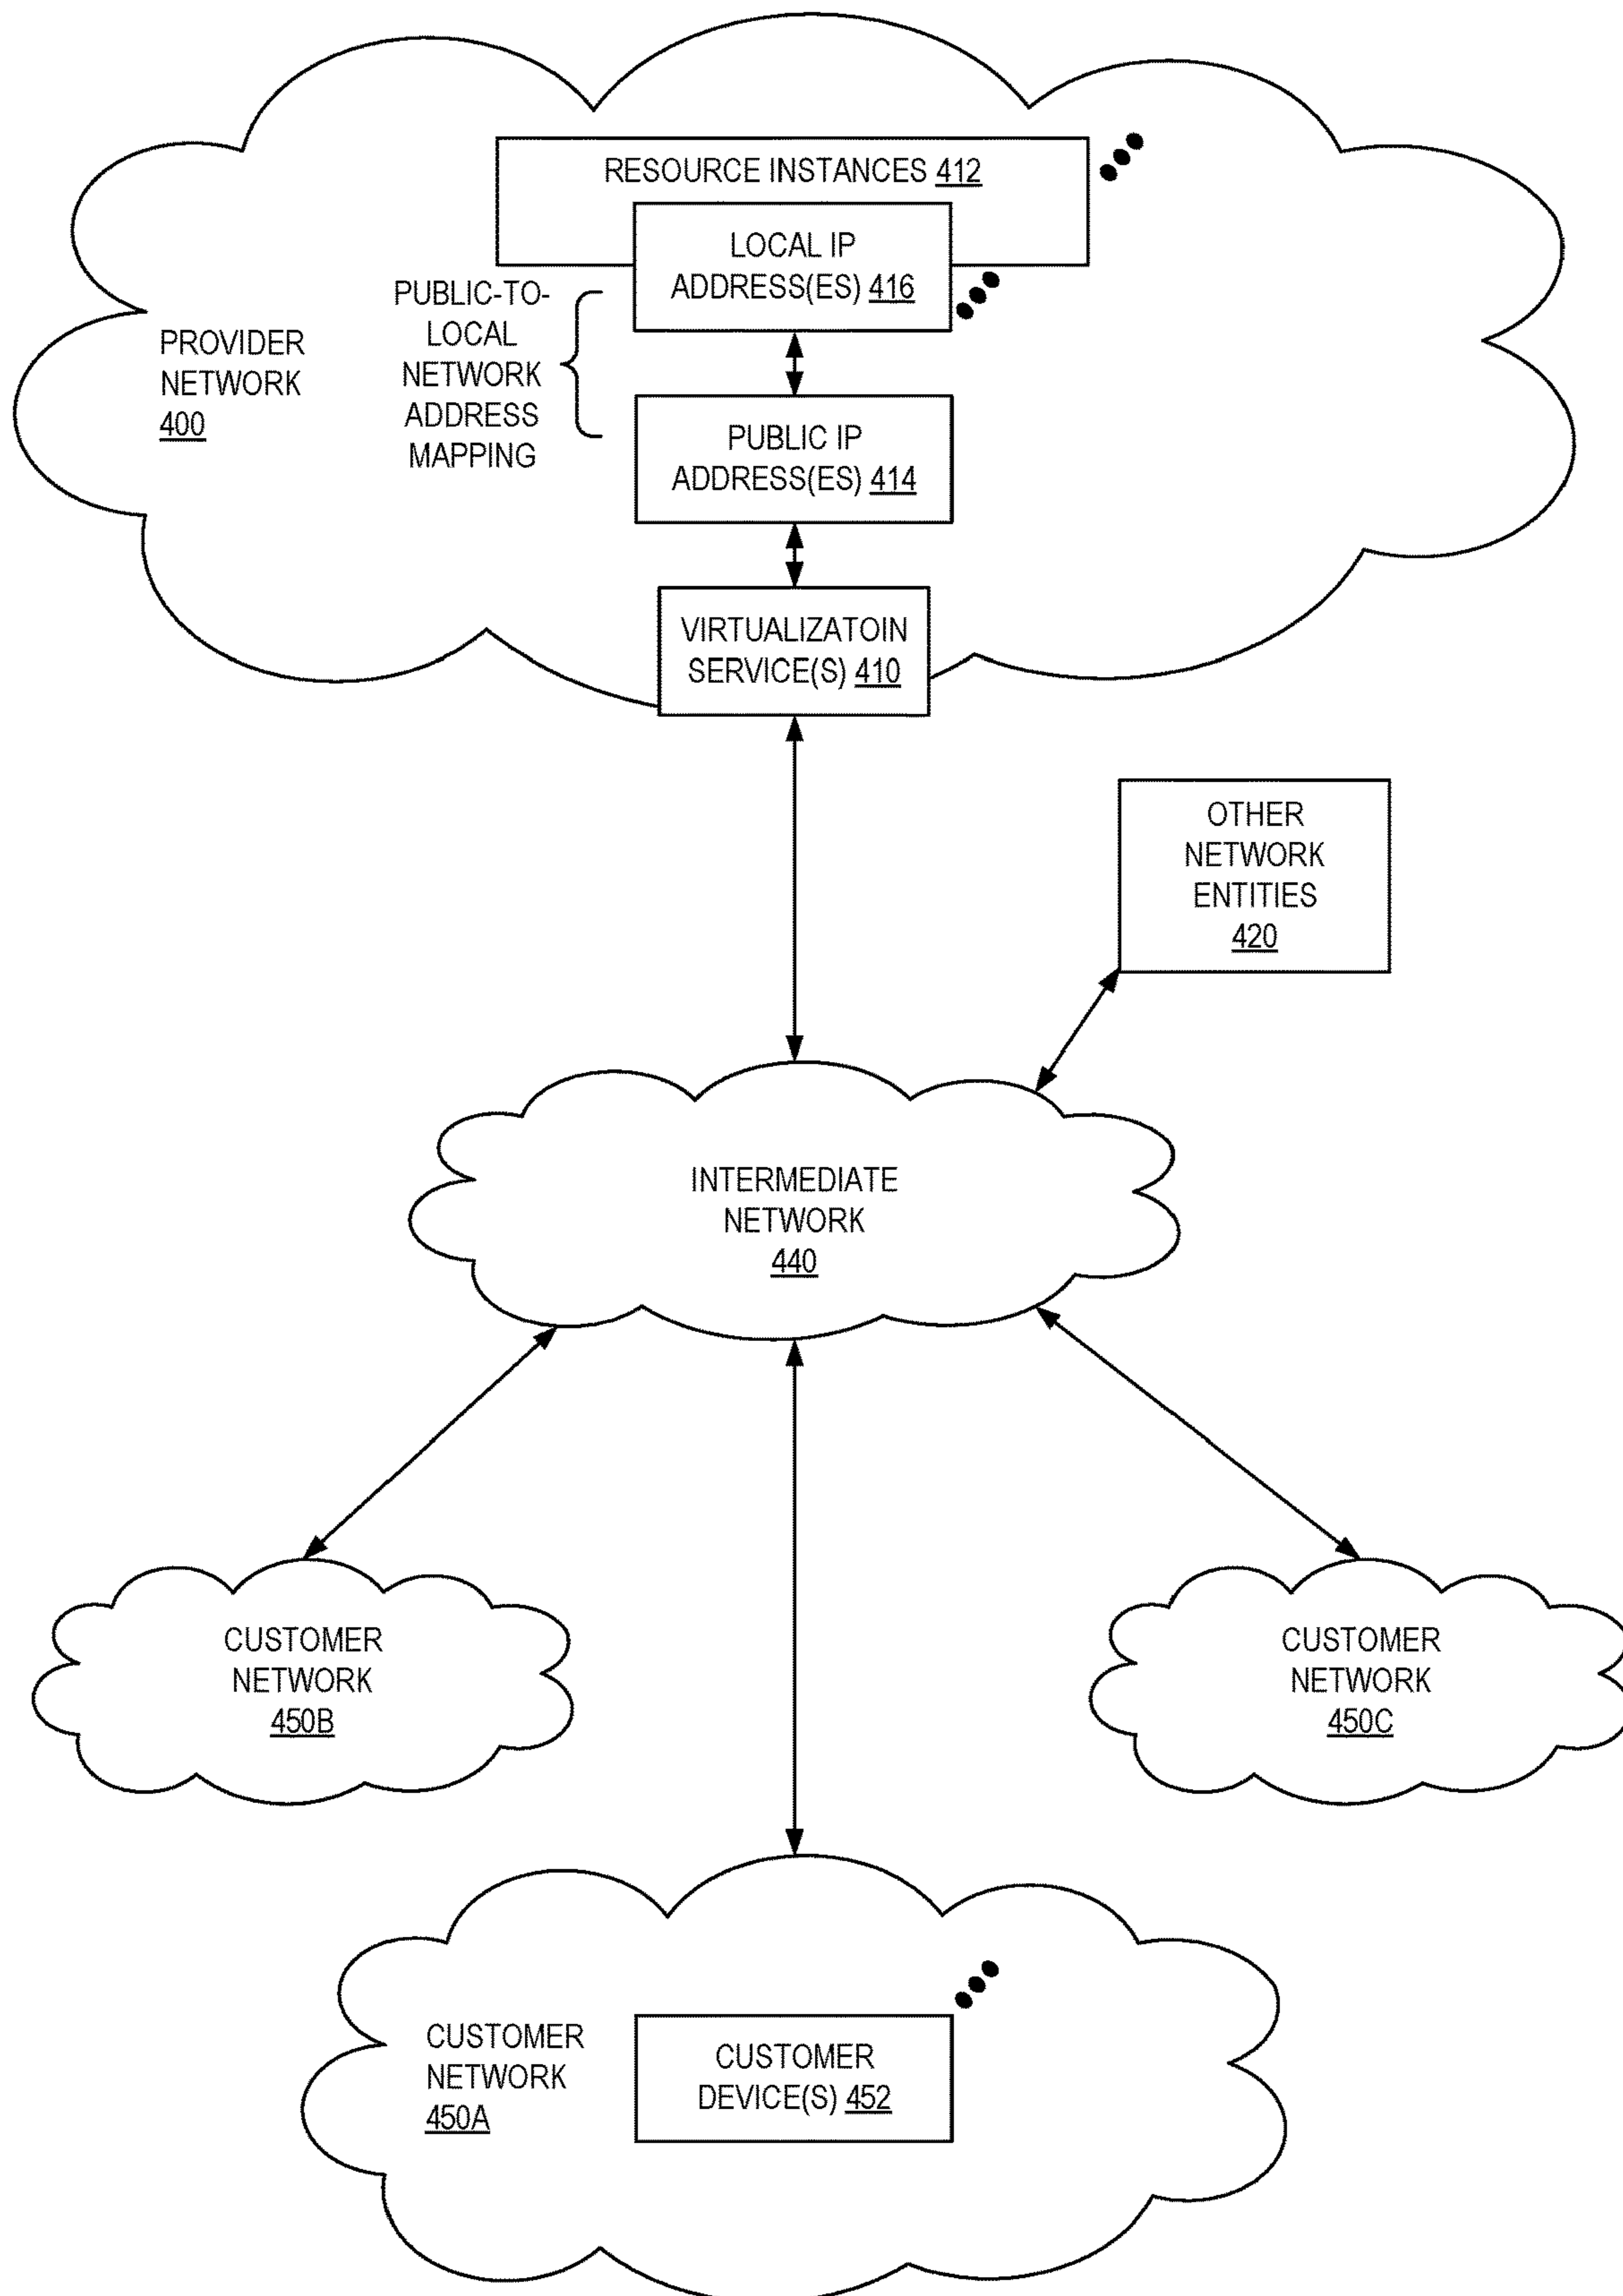 RESOURCE INSTANCES 412
LOCAL IP
ADDRESS(ES) 416
PUBLIC-TO-
LOCAL
NETWORK
ADDRESS
MAPPING
PROVIDER
NETWORK
400
PUBLIC IP
ADDRESS(ES) 414
VIRTUALIZATOIN
SERVICE(S) 410
OTHER
NETWORK
ENTITIES
420
INTERMEDIATE
NETWORK
440
CUSTOMER
NETWORK
450B
CUSTOMER
NETWORK
450C
CUSTOMER
NETWORK
450A
CUSTOMER
DEVICE(S) 452